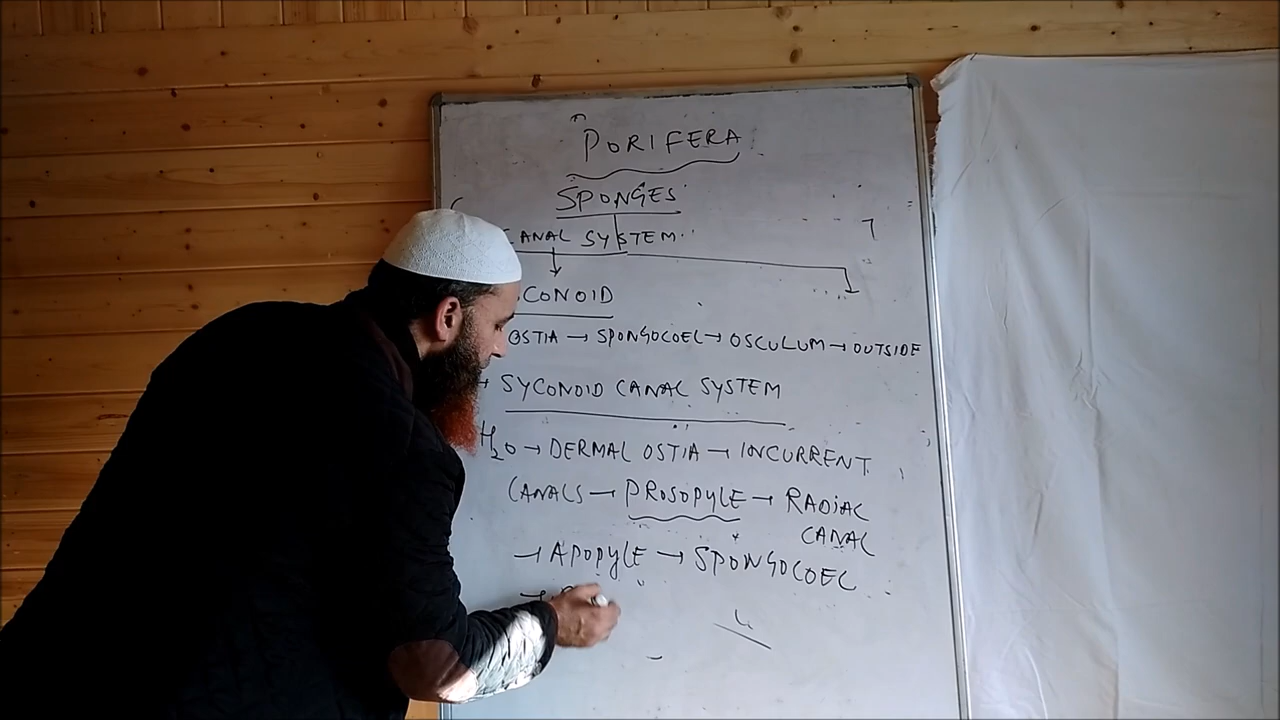 PORIFERA
SPONGES
CANAL SYSTEM
CONOID
OSTIA → SPONGOCOEL → OSCULUM → OUTSIDE
→ SYCONOID CANAL SYSTEM
H2O → DERMAL OSTIA → INCURRENT
CANALS → PROSOPYLE → RADIAL
CANAL
→ APOPYLE → SPONGOCOEL
→